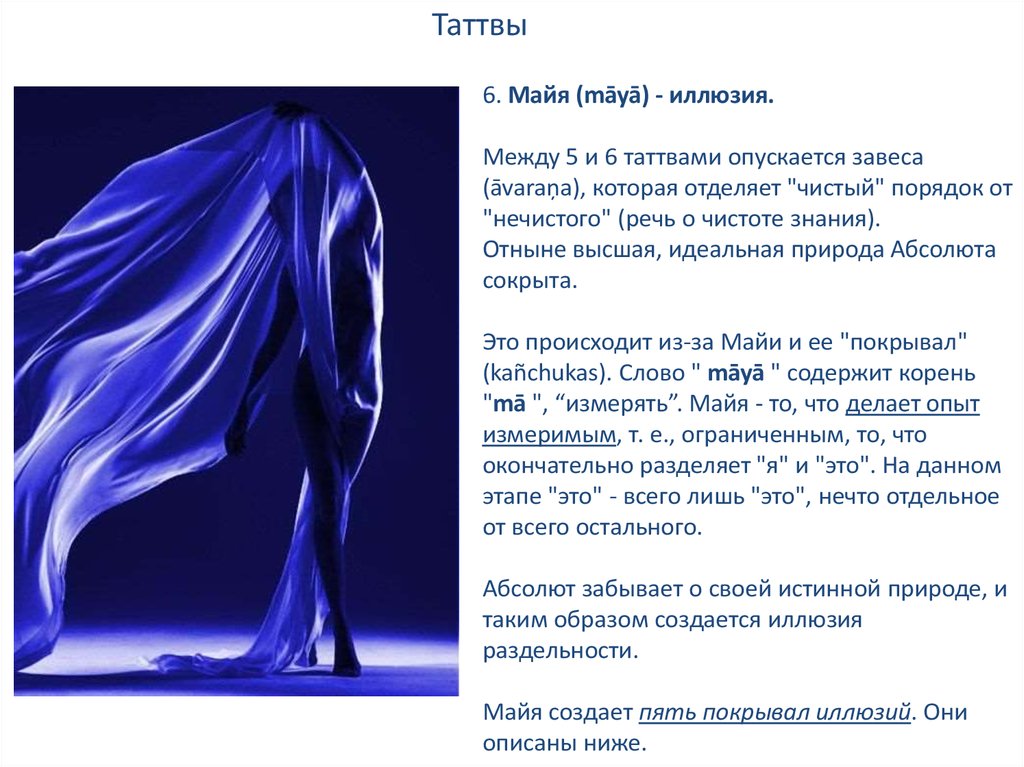 Таттвы
6. Майя (māyā) - иллюзия.
Между 5 и 6 таттвами опускается завеса
(āvaraņa), которая отделяет "чистый" порядок от
"нечистого" (речь о чистоте знания).
Отныне высшая, идеальная природа Абсолюта
сокрыта.
Это происходит из-за Майи и ее "покрывал"
(kañchukas). Слово " māyā " содержит корень
"mā ", “измерять”. Майя - то, что делает опыт
измеримым, т. е., ограниченным, то, что
окончательно разделяет "я" и "это". На данном
этапе "это" - всего лишь "это", нечто отдельное
от всего остального.
Абсолют забывает о своей истинной природе, и
таким образом создается иллюзия
раздельности.
Майя создает пять покрывал иллюзий. Они
описаны ниже.